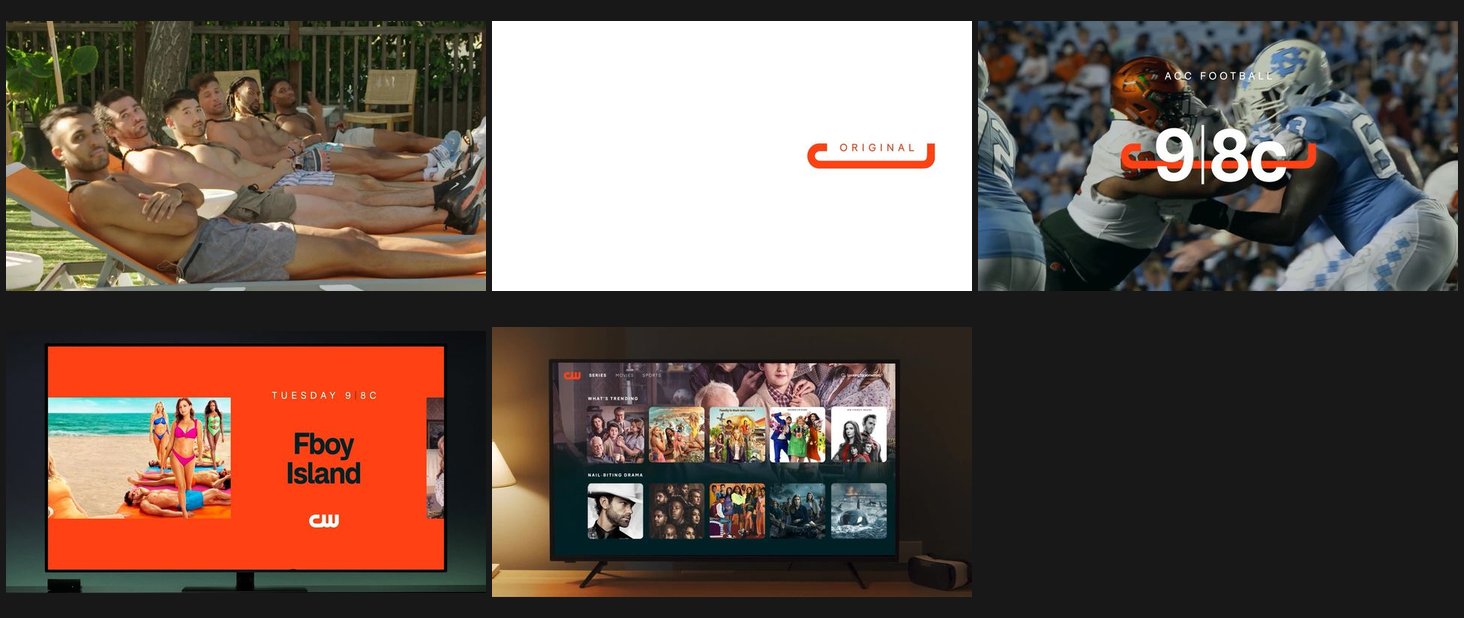 ORIGINAL
ACC FOOTBALL
9|8c
TUESDAY 9|8C
Fboy
Island
CW
CW SERIES MOVIES SPORTS
WHAT'S TRENDING
NAIL-BITING DRAMA